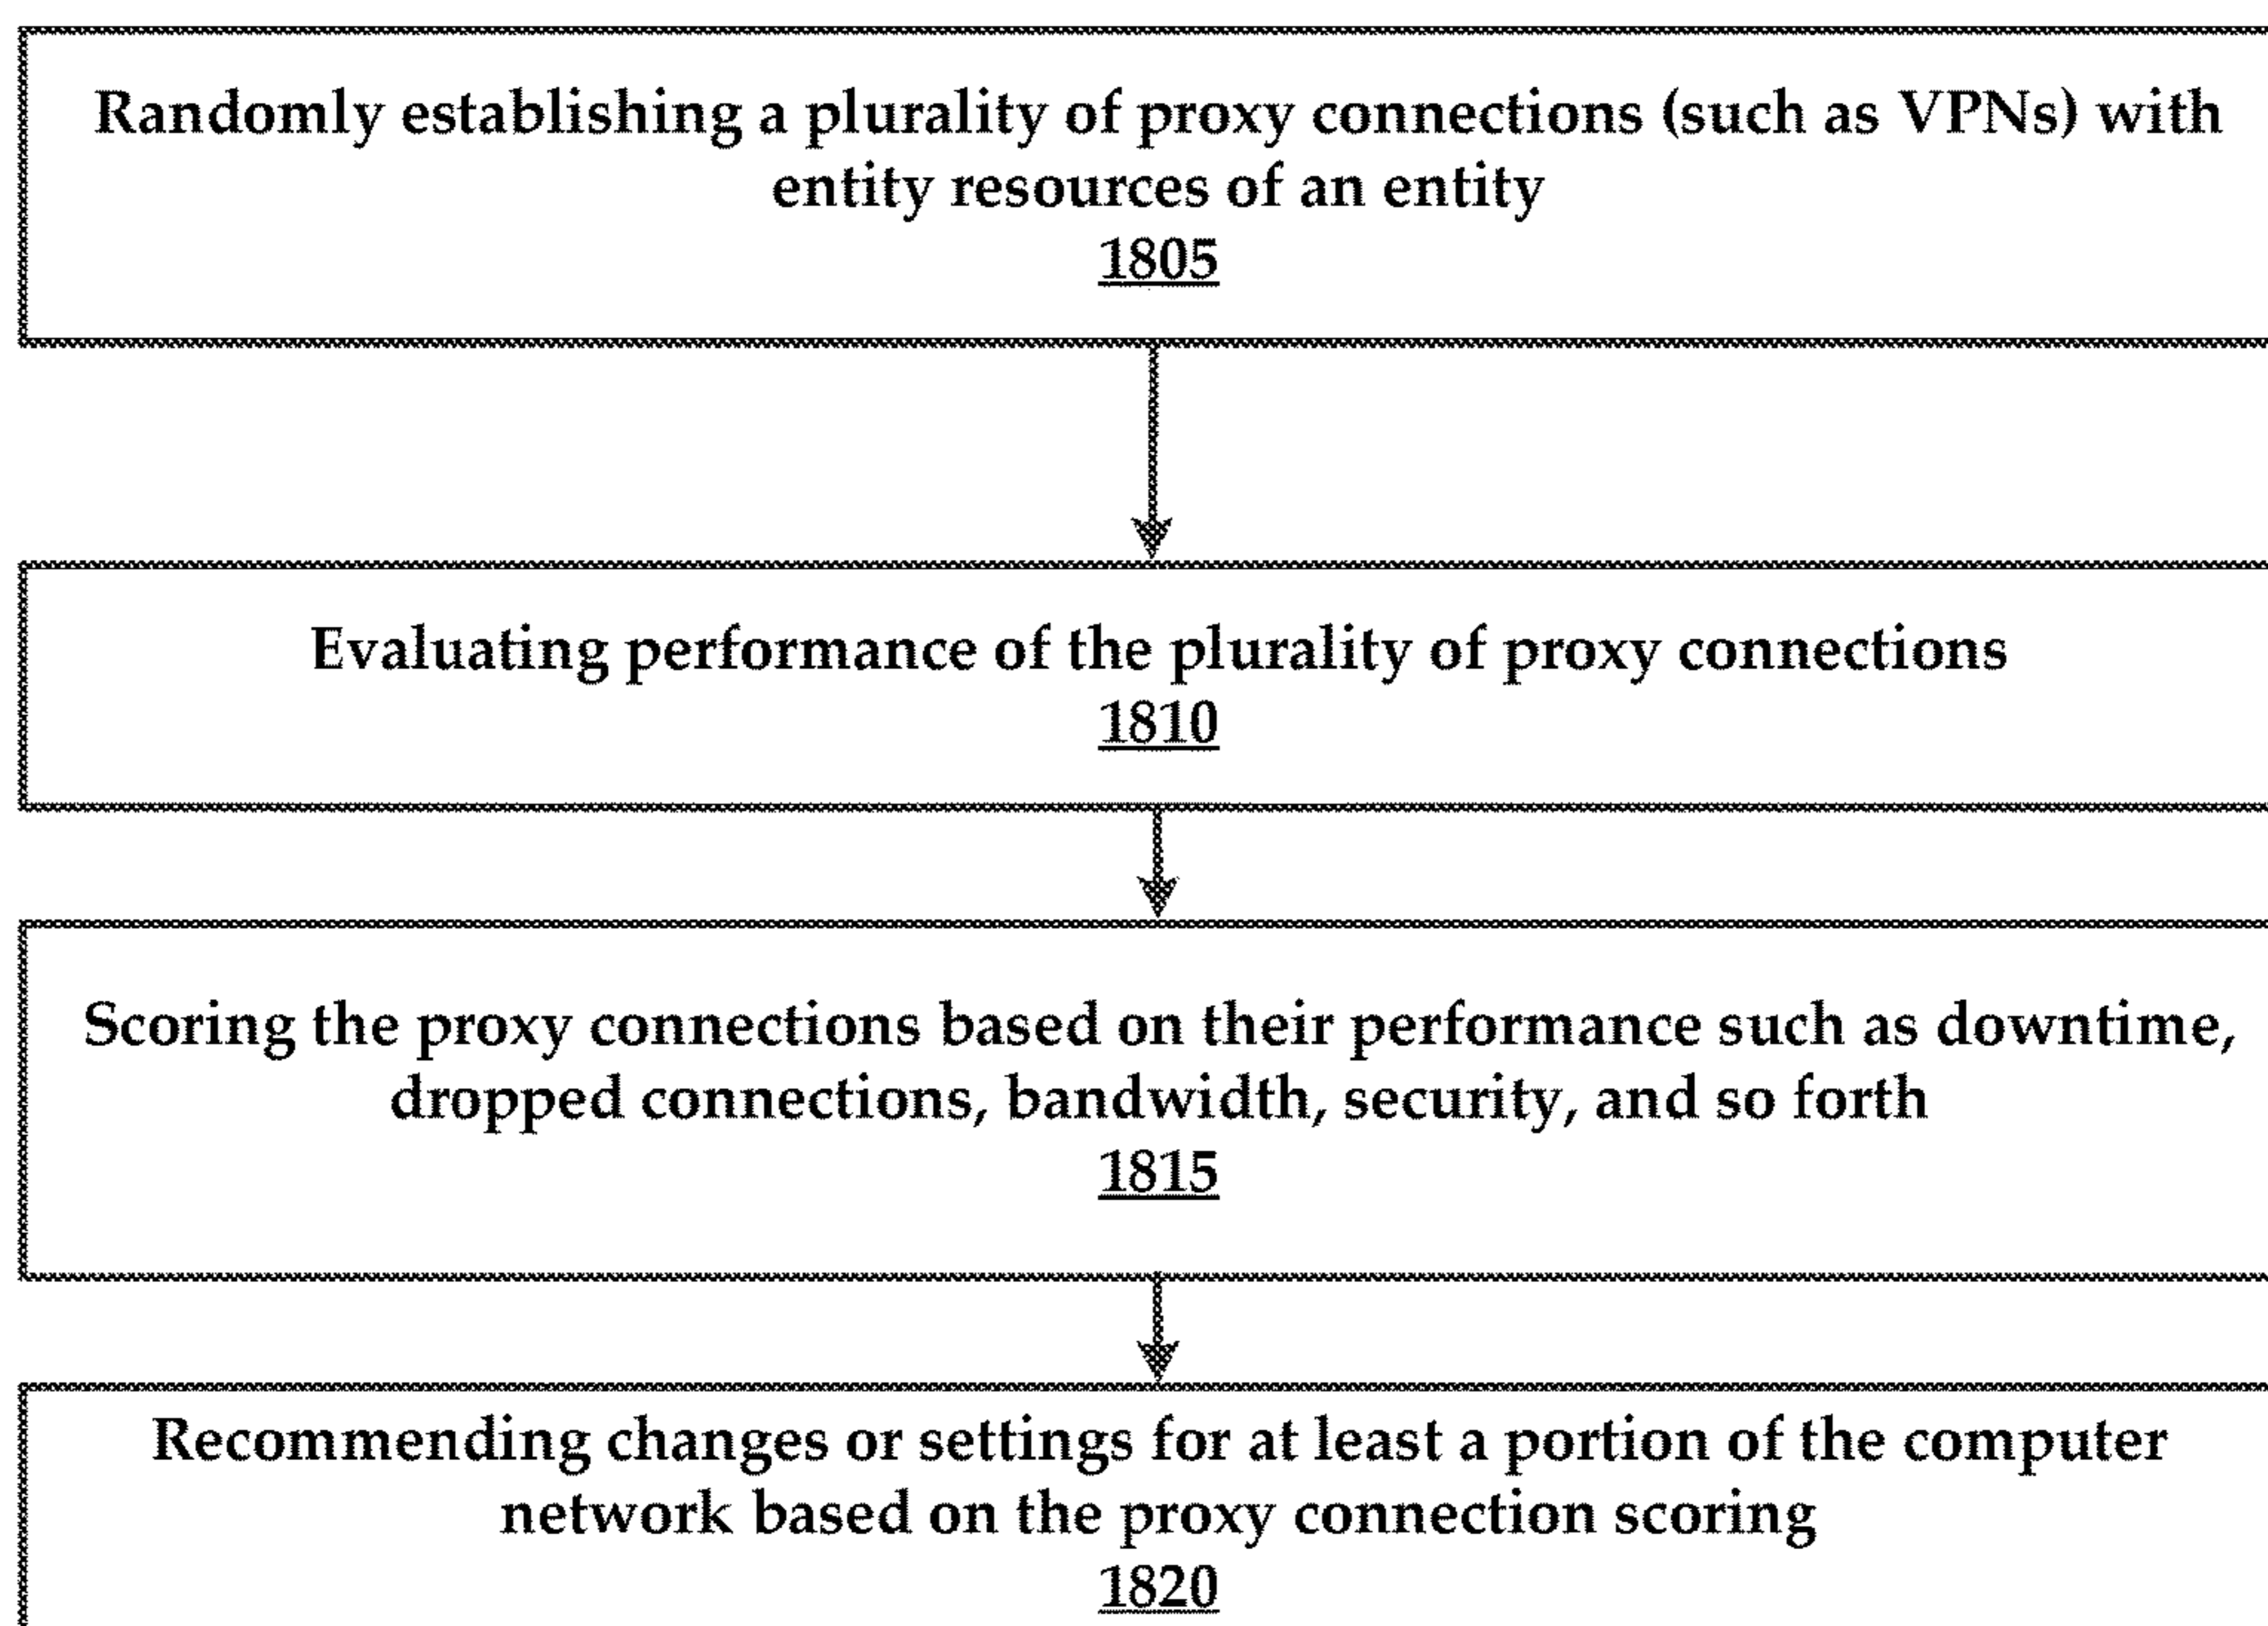 Randomly establishing a plurality of proxy connections (such as VPNs) with
entity resources of an entity
1805
Evaluating performance of the plurality of proxy connections
1810
Scoring the proxy connections based on their performance such as downtime,
dropped connections, bandwidth, security, and so forth
1815
Recommending changes or settings for at least a portion of the computer
network based on the proxy connection scoring
1820